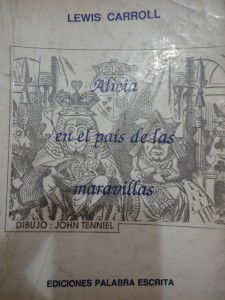 LEWIS CARROLL
Alicia
en el país de las
maravillas
DIBUJO : JOHN TENNIEL
EDICIONES PALABRA ESCRITA